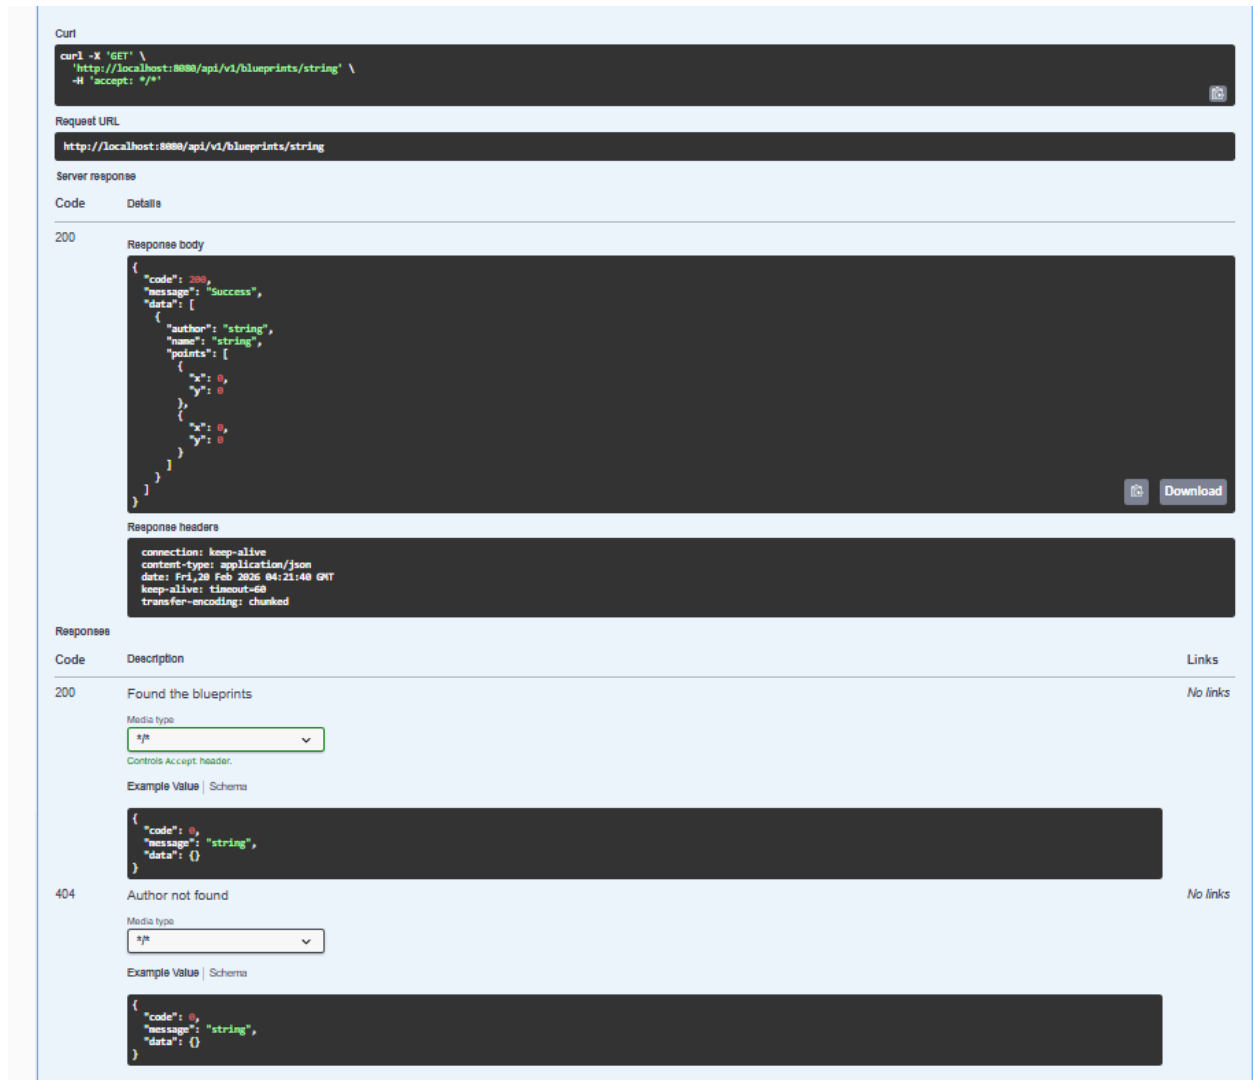 Curl
curl -X 'GET' \
  'http://localhost:8080/api/v1/blueprints/string' \
  -H 'accept: */*'
Request URL
http://localhost:8080/api/v1/blueprints/string
Server response
Code Details
200
Response body
{
  "code": 200,
  "message": "Success",
  "data": [
    {
      "author": "string",
      "name": "string",
      "points": [
        {
          "x": 0,
          "y": 0
        },
        {
          "x": 0,
          "y": 0
        }
      ]
    }
  ]
}
Download
Response headers
connection: keep-alive
content-type: application/json
date: Fri,20 Feb 2026 04:21:40 GMT
keep-alive: timeout=60
transfer-encoding: chunked
Responses
Code Description Links
200 Found the blueprints No links
Media type
*/*
Controls Accept header.
Example Value | Schema
{
  "code": 0,
  "message": "string",
  "data": {}
}
404 Author not found No links
Media type
*/*
Example Value | Schema
{
  "code": 0,
  "message": "string",
  "data": {}
}